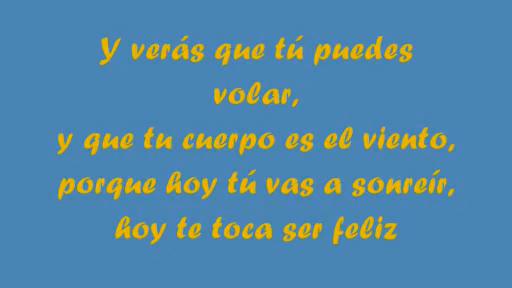 Y verás que tú puedes
volar,
y que tu cuerpo es el viento,
porque hoy tú vas a sonreír,
hoy te toca ser feliz